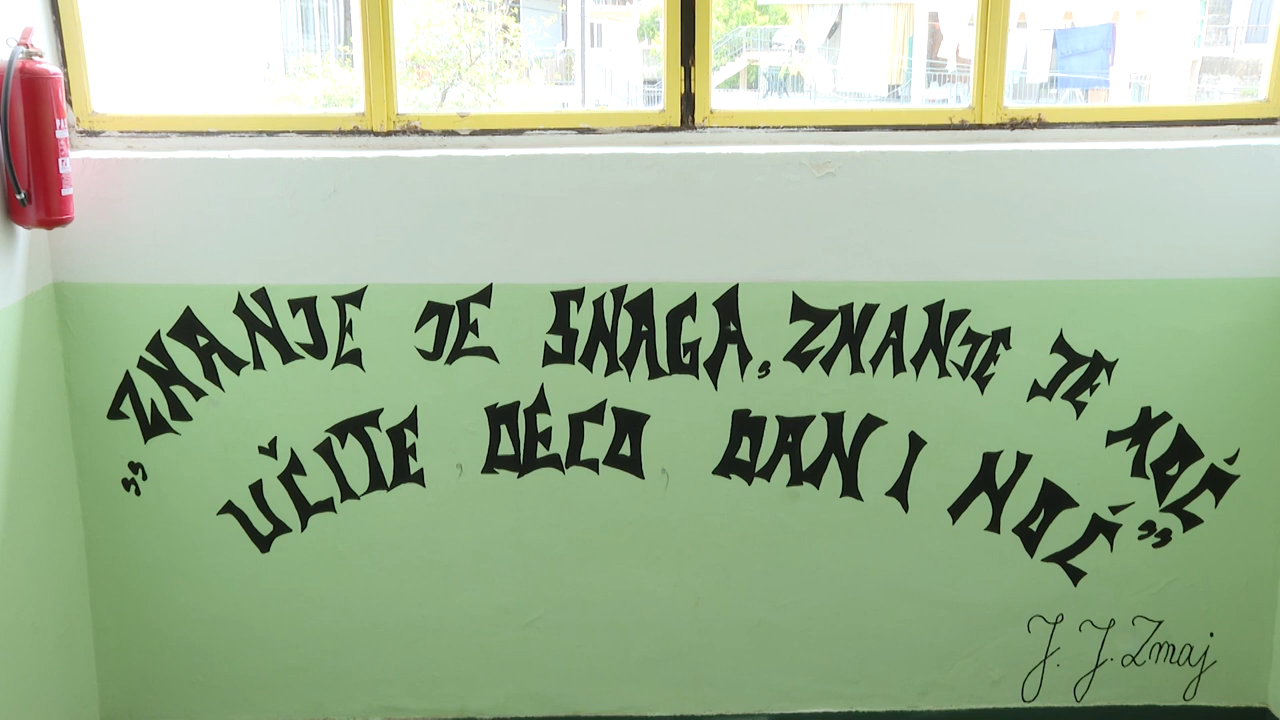 „ZNANJE JE SNAGA, ZNANJE JE MOĆ
UČITE DECO DAN I NOĆ”
J. J. Zmaj